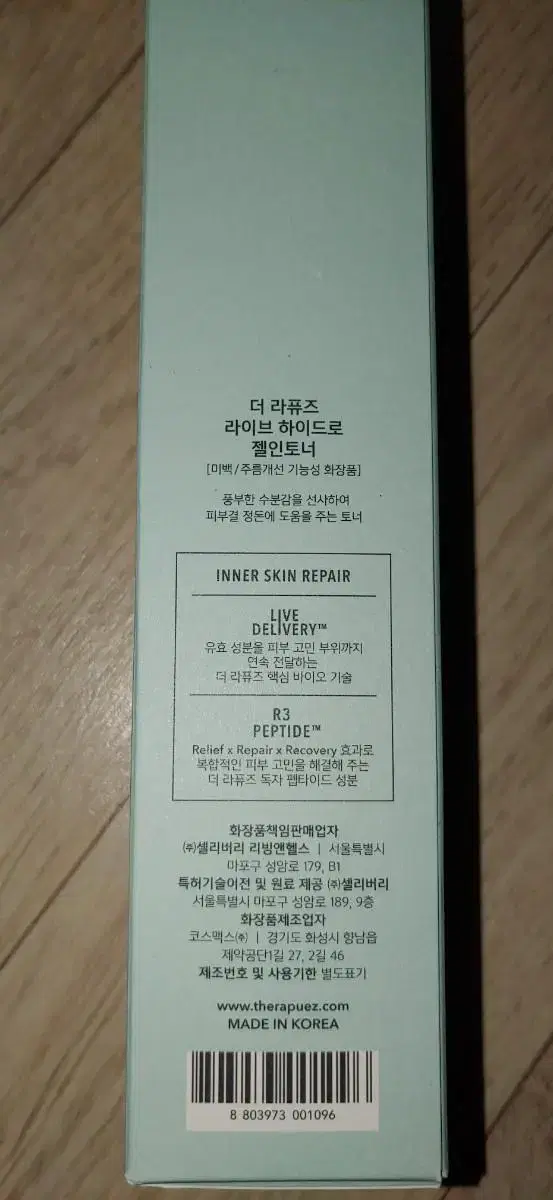 더 라퓨즈
라이브 하이드로
젤인토너
[미백/주름개선 기능성 화장품]
풍부한 수분감을 선사하여
피부결 정돈에 도움을 주는 토너
INNER SKIN REPAIR
LIVE
DELIVERY™
유효 성분을 피부 고민 부위까지
연속 전달하는
더 라퓨즈 핵심 바이오 기술
R3
PEPTIDE™
Relief x Repair x Recovery 효과로
복합적인 피부 고민을 해결해 주는
더 라퓨즈 독자 펩타이드 성분
화장품책임판매업자
㈜셀리버리 리빙앤헬스 | 서울특별시
마포구 성암로 179, B1
특허기술이전 및 원료 제공 ㈜셀리버리
서울특별시 마포구 성암로 189, 9층
화장품제조업자
코스맥스㈜ | 경기도 화성시 향남읍
제약공단1길 27, 2길 46
제조번호 및 사용기한 별도표기
www.therapuez.com
MADE IN KOREA
8 803973 001096